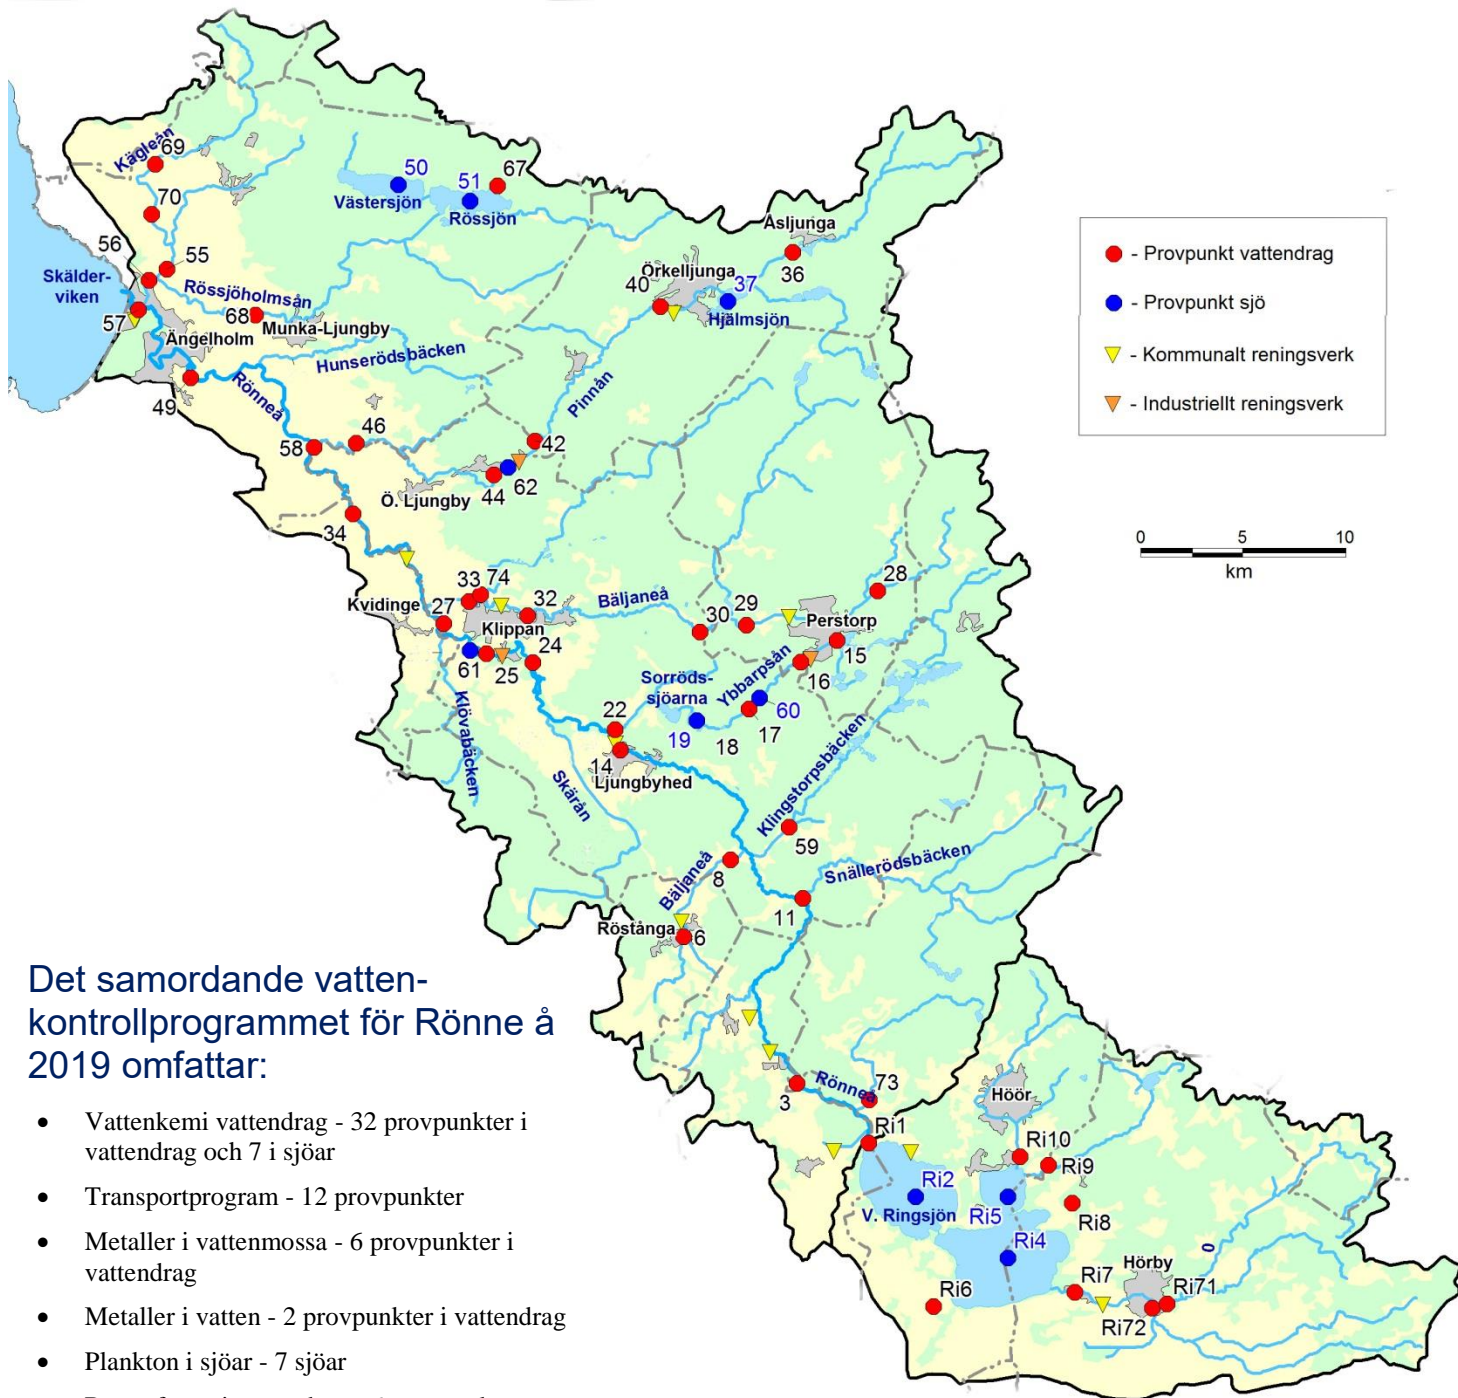 Kägleån
69
70
56
55
Skälder-
viken
57
Rössjöholmsån
68
Munka-Ljungby
Ängelholm
Hunserödsbäcken
49
Rönneå
50
Västersjön
51
Rössjön
67
Åsljunga
36
Örkelljunga
40
37
Hjälmsjön
Pinnån
58
46
42
44
62
Ö. Ljungby
34
Kvidinge
27
33
74
32
Klippan
61
25
24
Bäljaneå
30
29
28
Perstorp
15
16
Ybbarpsån
Sorröds-
sjöarna
60
17
18
19
22
14
Ljungbyhed
Klövabäcken
Skärån
Klingstorpsbäcken
59
Snällerödsbäcken
8
Bäljaneå
11
Röstånga
6
3
Rönneå
73
Ri1
Höör
Ri10
Ri9
Ri2
V. Ringsjön
Ri5
Ri8
Ri4
Ri6
Ri7
Hörby
Ri71
Ri72
0
- Provpunkt vattendrag
- Provpunkt sjö
- Kommunalt reningsverk
- Industriellt reningsverk
0 5 10
km
Det samordande vatten-
kontrollprogrammet för Rönne å
2019 omfattar:
• Vattenkemi vattendrag - 32 provpunkter i
vattendrag och 7 i sjöar
• Transportprogram - 12 provpunkter
• Metaller i vattenmossa - 6 provpunkter i
vattendrag
• Metaller i vatten - 2 provpunkter i vattendrag
• Plankton i sjöar - 7 sjöar